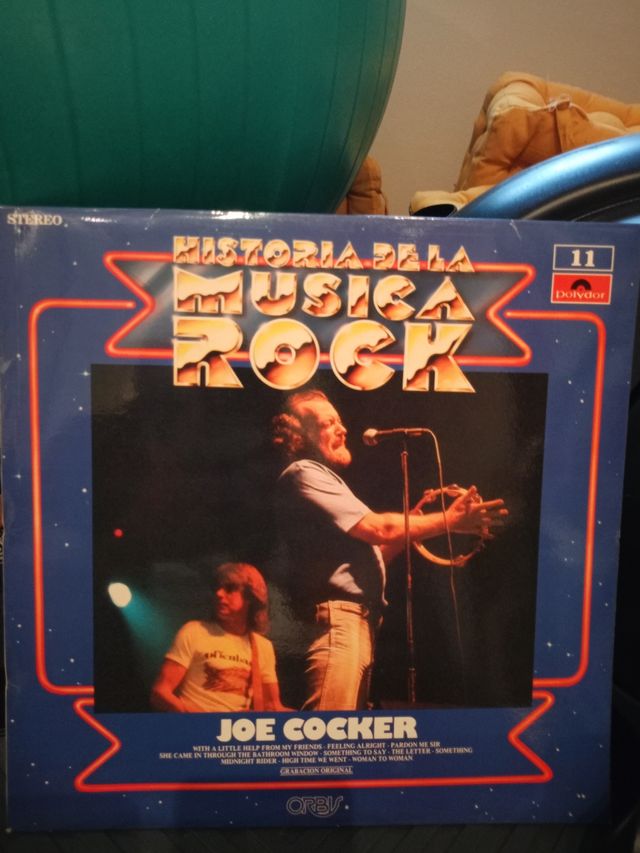 STEREO
HISTORIA DE LA
MUSICA
ROCK
11
Polydor
JOE COCKER
WITH A LITTLE HELP FROM MY FRIENDS - FEELING ALRIGHT - PARDON ME SIR
SHE CAME IN THROUGH THE BATHROOM WINDOW - SOMETHING TO SAY - THE LETTER - SOMETHING
MIDNIGHT RIDER - HIGH TIME WE WENT - WOMAN TO WOMAN
GRABACION ORIGINAL
ORBIS